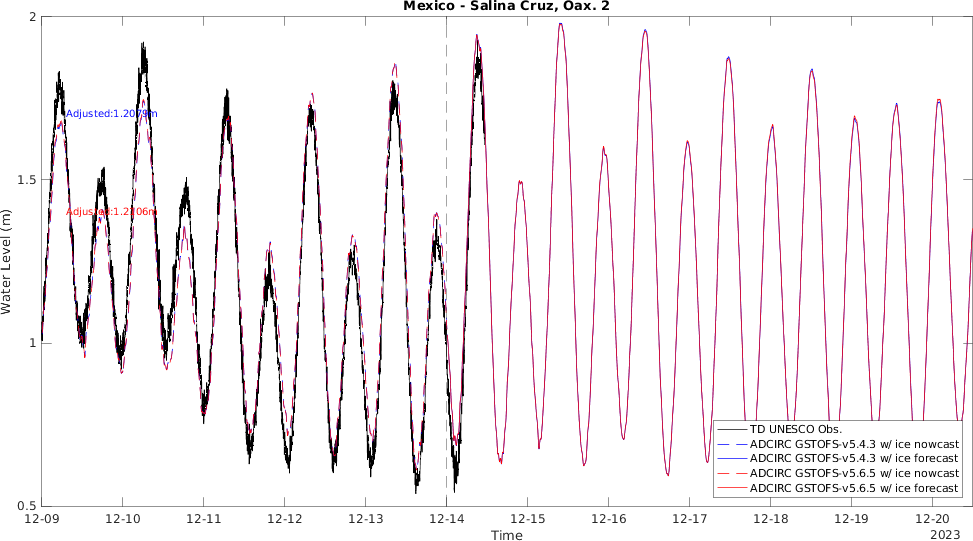 Mexico - Salina Cruz, Oax. 2
Water Level (m)
2
1.5
1
0.5
Adjusted:1.2079m
Adjusted:1.2706m
TD UNESCO Obs.
ADCIRC GSTOFS-v5.4.3 w/ ice nowcast
ADCIRC GSTOFS-v5.4.3 w/ ice forecast
ADCIRC GSTOFS-v5.6.5 w/ ice nowcast
ADCIRC GSTOFS-v5.6.5 w/ ice forecast
12-09 12-10 12-11 12-12 12-13 12-14 12-15 12-16 12-17 12-18 12-19 12-20
2023
Time